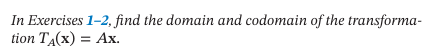 In Exercises 1–2, find the domain and codomain of the transforma-
tion T_A(x) = Ax.